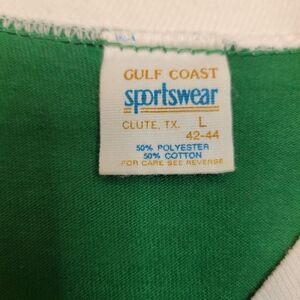 GULF COAST
sportswear
CLUTE, TX. L
42-44
50% POLYESTER
50% COTTON
FOR CARE SEE REVERSE